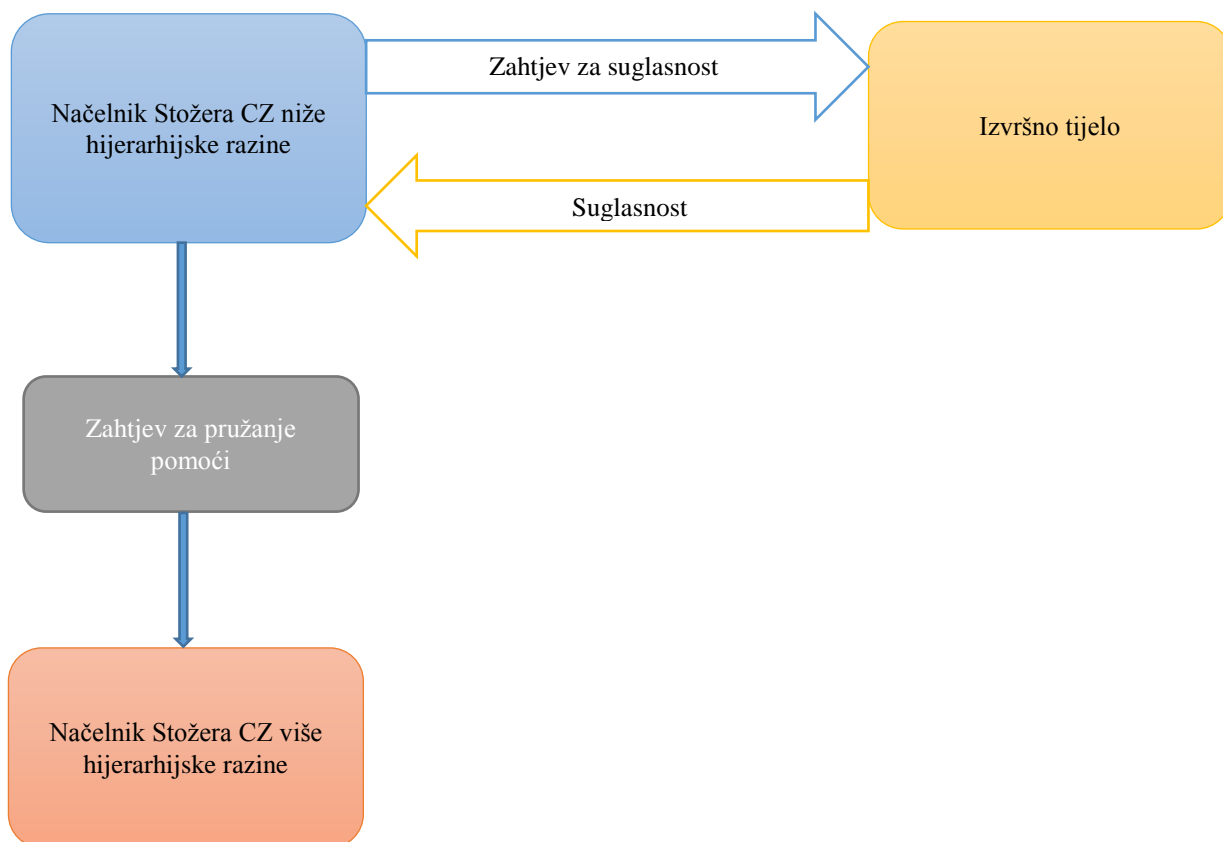 Zahtjev za suglasnost
Načelnik Stožera CZ niže
hijerarhijske razine
Izvršno tijelo
Suglasnost
Zahtjev za pružanje
pomoći
Načelnik Stožera CZ više
hijerarhijske razine